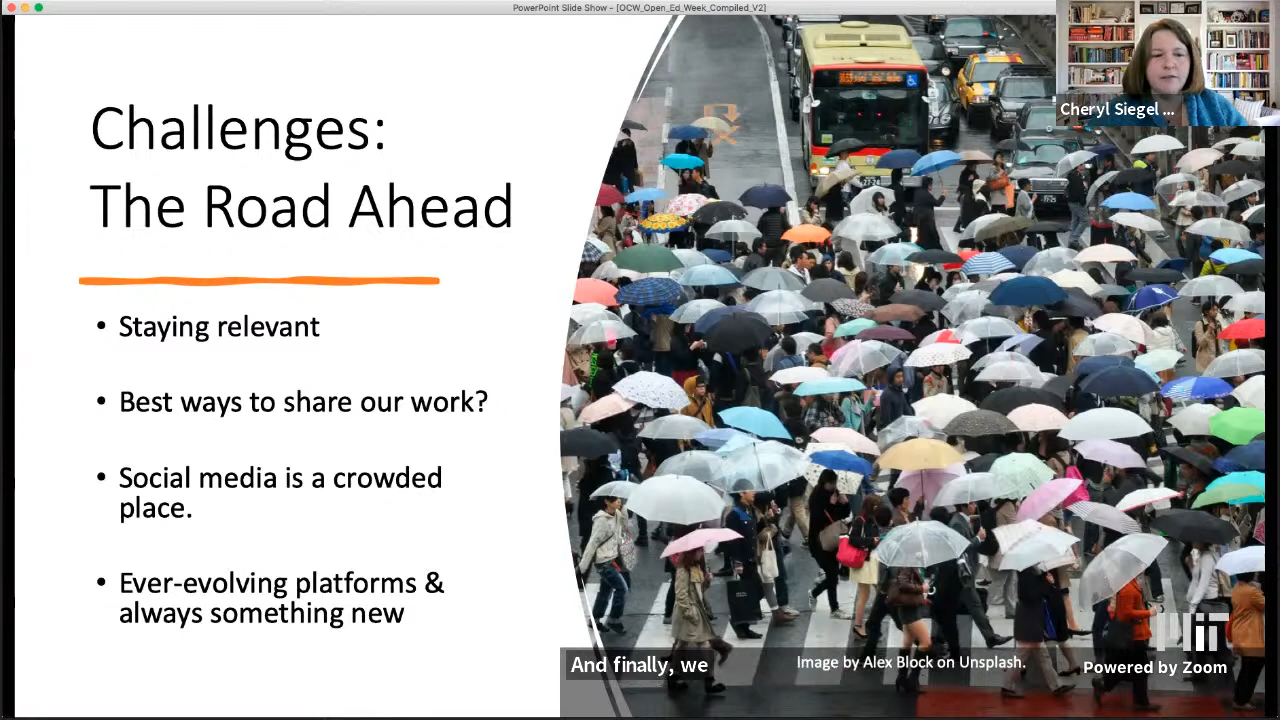 PowerPoint Slide Show - [OCW_Open_Ed_Week_Compiled_V2]
Cheryl Siegel ...
Challenges:
The Road Ahead
• Staying relevant
• Best ways to share our work?
• Social media is a crowded
place.
• Ever-evolving platforms &
always something new
And finally, we
Image by Alex Block on Unsplash.
MIT
Powered by Zoom